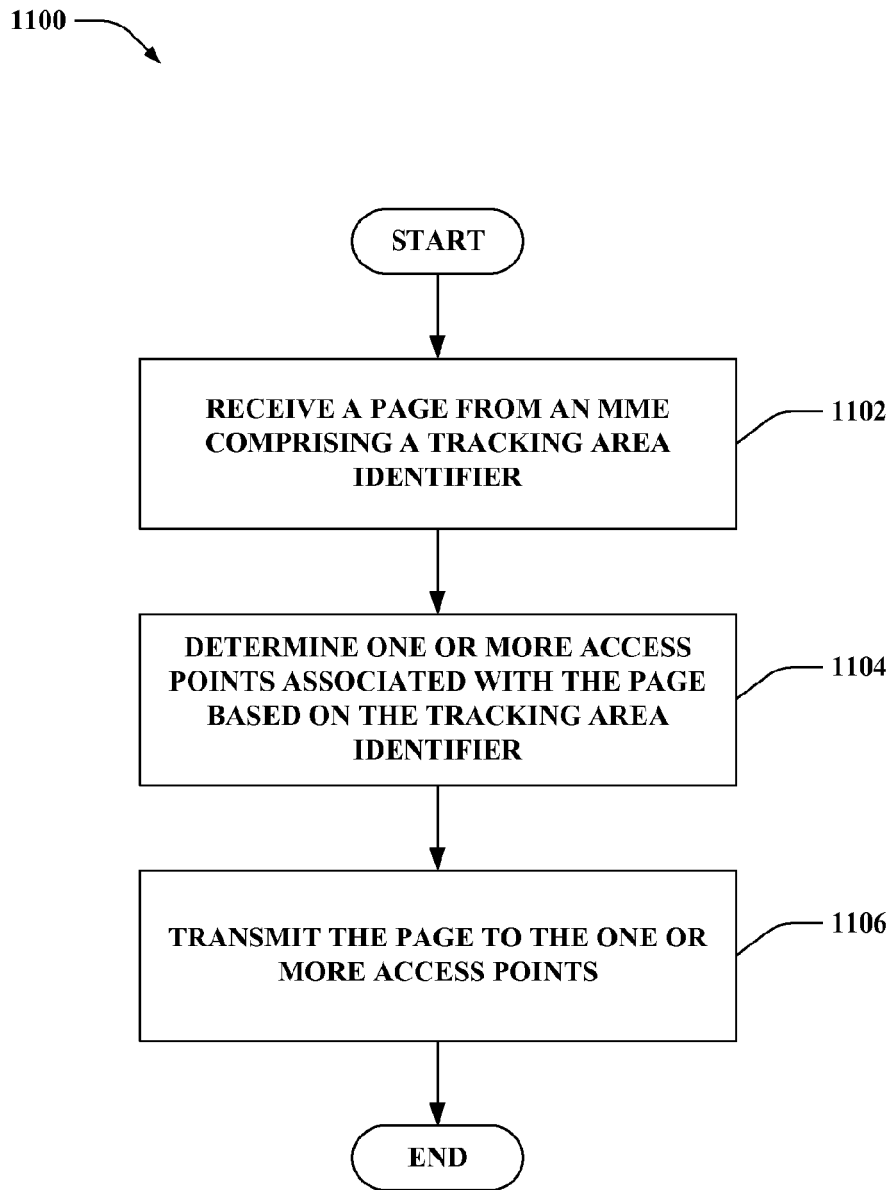 1100
START
RECEIVE A PAGE FROM AN MME
COMPRISING A TRACKING AREA
IDENTIFIER
1102
DETERMINE ONE OR MORE ACCESS
POINTS ASSOCIATED WITH THE PAGE
BASED ON THE TRACKING AREA
IDENTIFIER
1104
TRANSMIT THE PAGE TO THE ONE OR
MORE ACCESS POINTS
1106
END